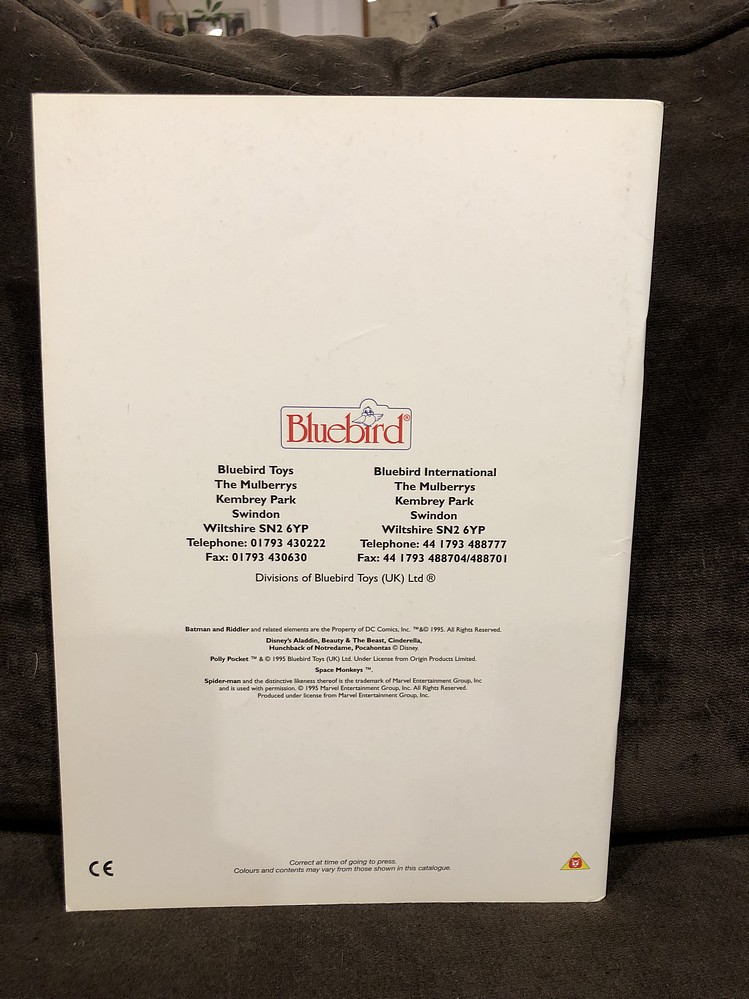 Bluebird®
Bluebird Toys
The Mulberrys
Kembrey Park
Swindon
Wiltshire SN2 6YP
Telephone: 01793 430222
Fax: 01793 430630
Bluebird International
The Mulberrys
Kembrey Park
Swindon
Wiltshire SN2 6YP
Telephone: 44 1793 488777
Fax: 44 1793 488704/488701
Divisions of Bluebird Toys (UK) Ltd ®
Batman and Riddler and related elements are the Property of DC Comics, Inc. ™&© 1995. All Rights Reserved.
Disney's Aladdin, Beauty & The Beast, Cinderella,
Hunchback of Notredame, Pocahontas © Disney.
Polly Pocket ™ & © 1995 Bluebird Toys (UK) Ltd. Under License from Origin Products Limited.
Space Monkeys ™.
Spider-man and the distinctive likeness thereof is the trademark of Marvel Entertainment Group, Inc
and is used with permission. © 1995 Marvel Entertainment Group, Inc. All Rights Reserved.
Produced under license from Marvel Entertainment Group, Inc.
CE
Correct at time of going to press.
Colours and contents may vary from those shown in this catalogue.